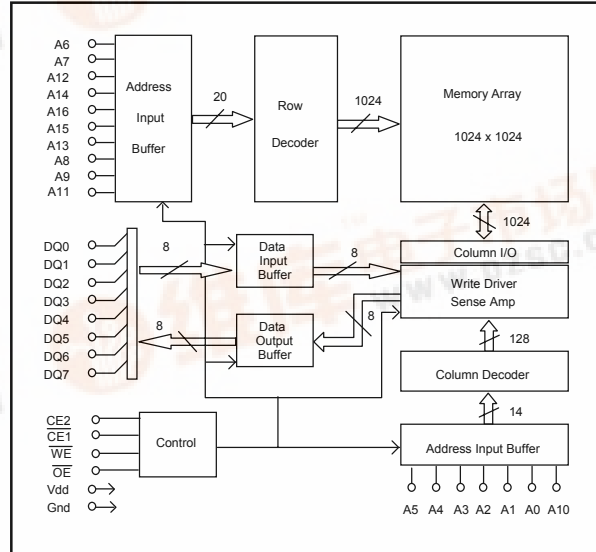 A6
A7
A12
A14
A16
A15
A13
A8
A9
A11
Address
Input
Buffer
20
Row
Decoder
1024
Memory Array
1024 x 1024
1024
DQ0
DQ1
DQ2
DQ3
DQ4
DQ5
DQ6
DQ7
8
Data
Input
Buffer
8
Column I/O
Write Driver
Sense Amp
8
Data
Output
Buffer
8
128
Column Decoder
14
Address Input Buffer
CE2
CE1
WE
OE
Vdd
Gnd
Control
A5 A4 A3 A2 A1 A0 A10